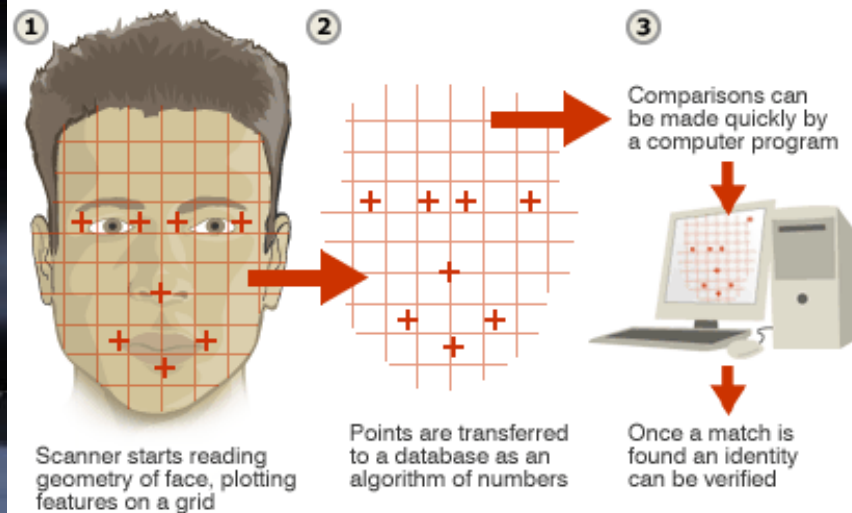 1
Scanner starts reading
geometry of face, plotting
features on a grid
2
Points are transferred
to a database as an
algorithm of numbers
3
Comparisons can
be made quickly by
a computer program
Once a match is
found an identity
can be verified